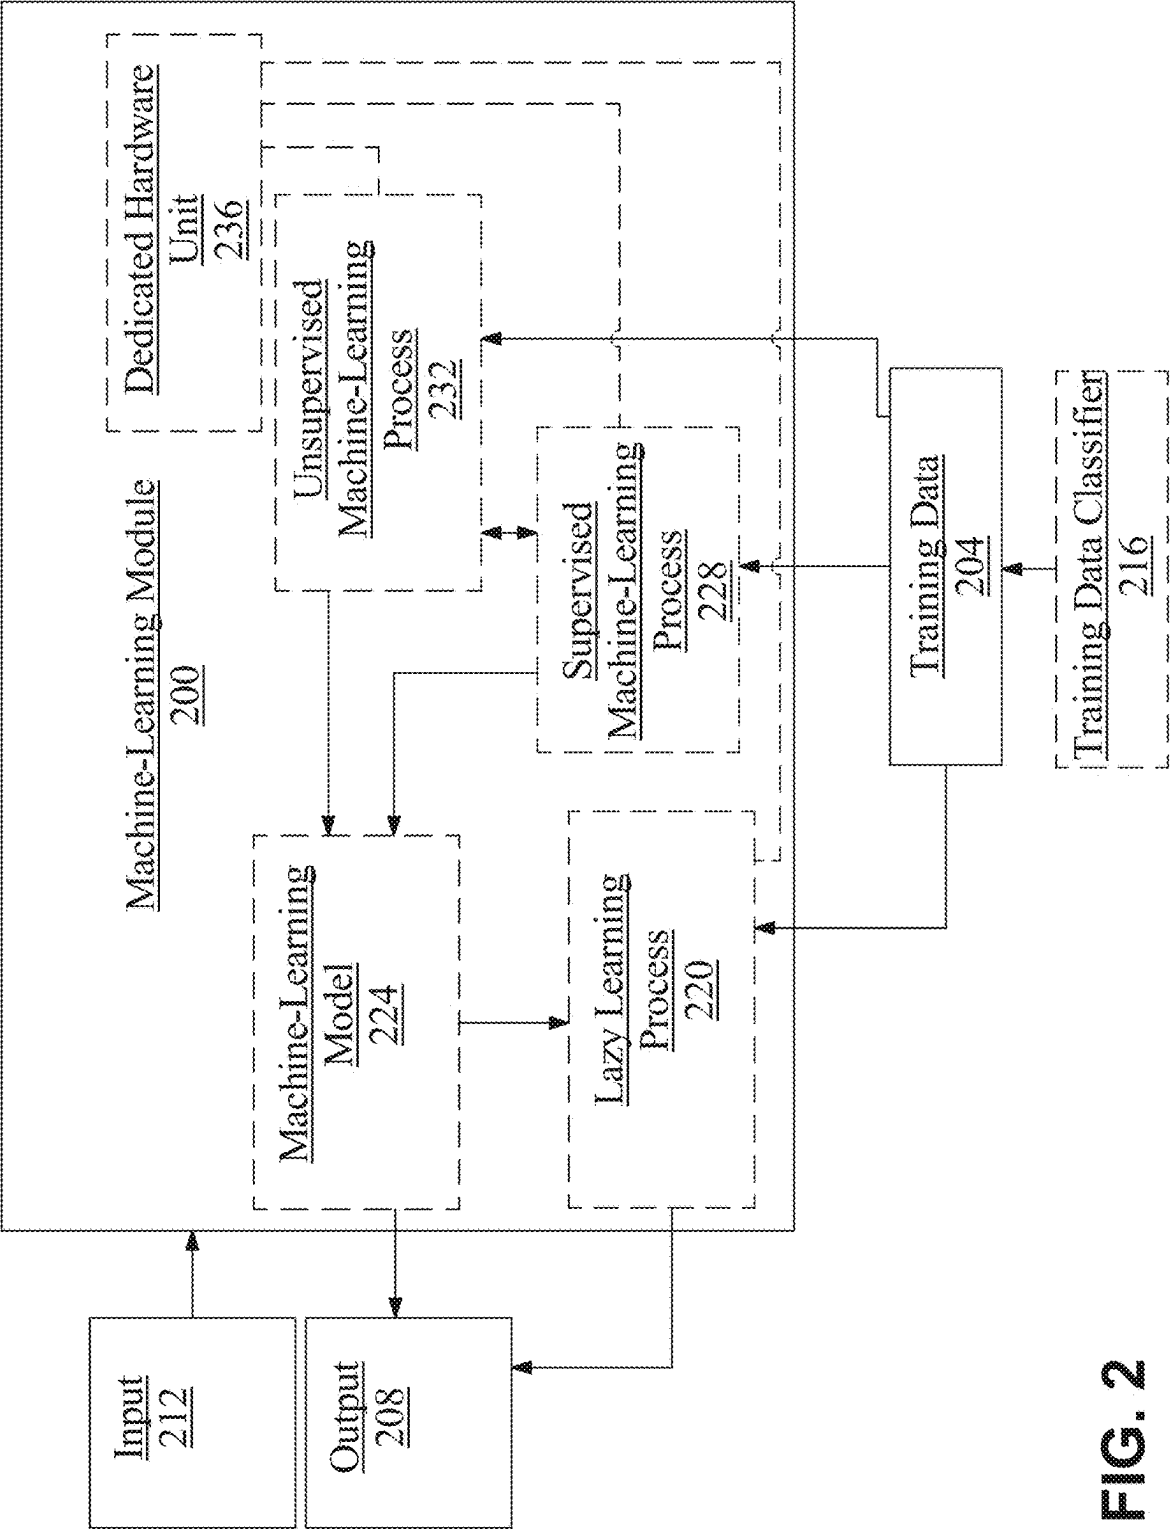 Machine-Learning Module
200
Dedicated Hardware
Unit
236
Input
212
Output
208
Machine-Learning
Model
224
Unsupervised
Machine-Learning
Process
232
Supervised
Machine-Learning
Process
228
Lazy Learning
Process
220
Training Data
204
Training Data Classifier
216
FIG. 2